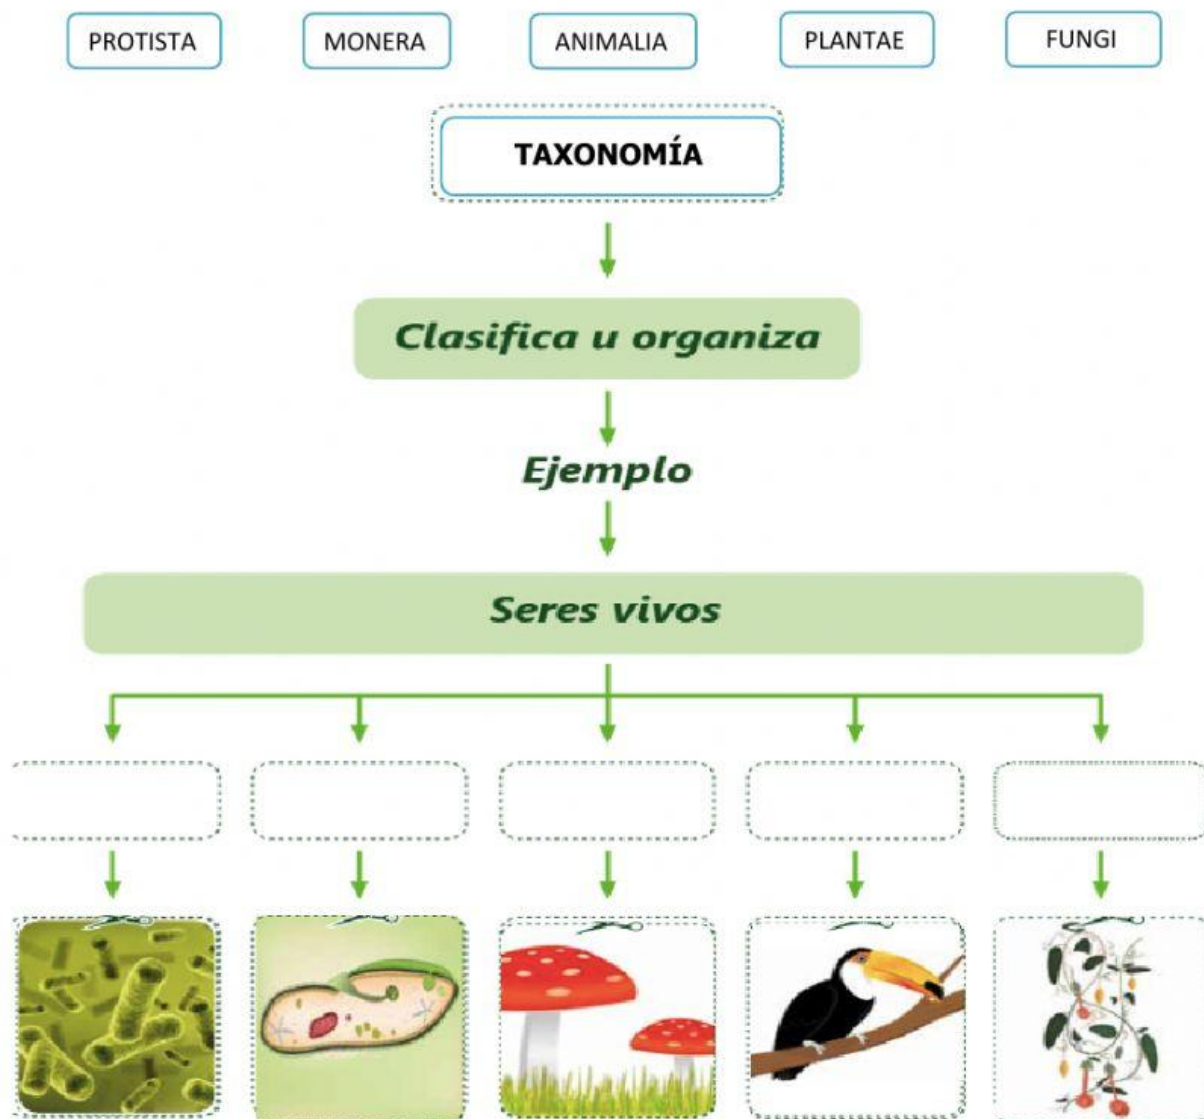 PROTISTA
MONERA
ANIMALIA
PLANTAE
FUNGI
TAXONOMÍA
Clasifica u organiza
Ejemplo
Seres vivos